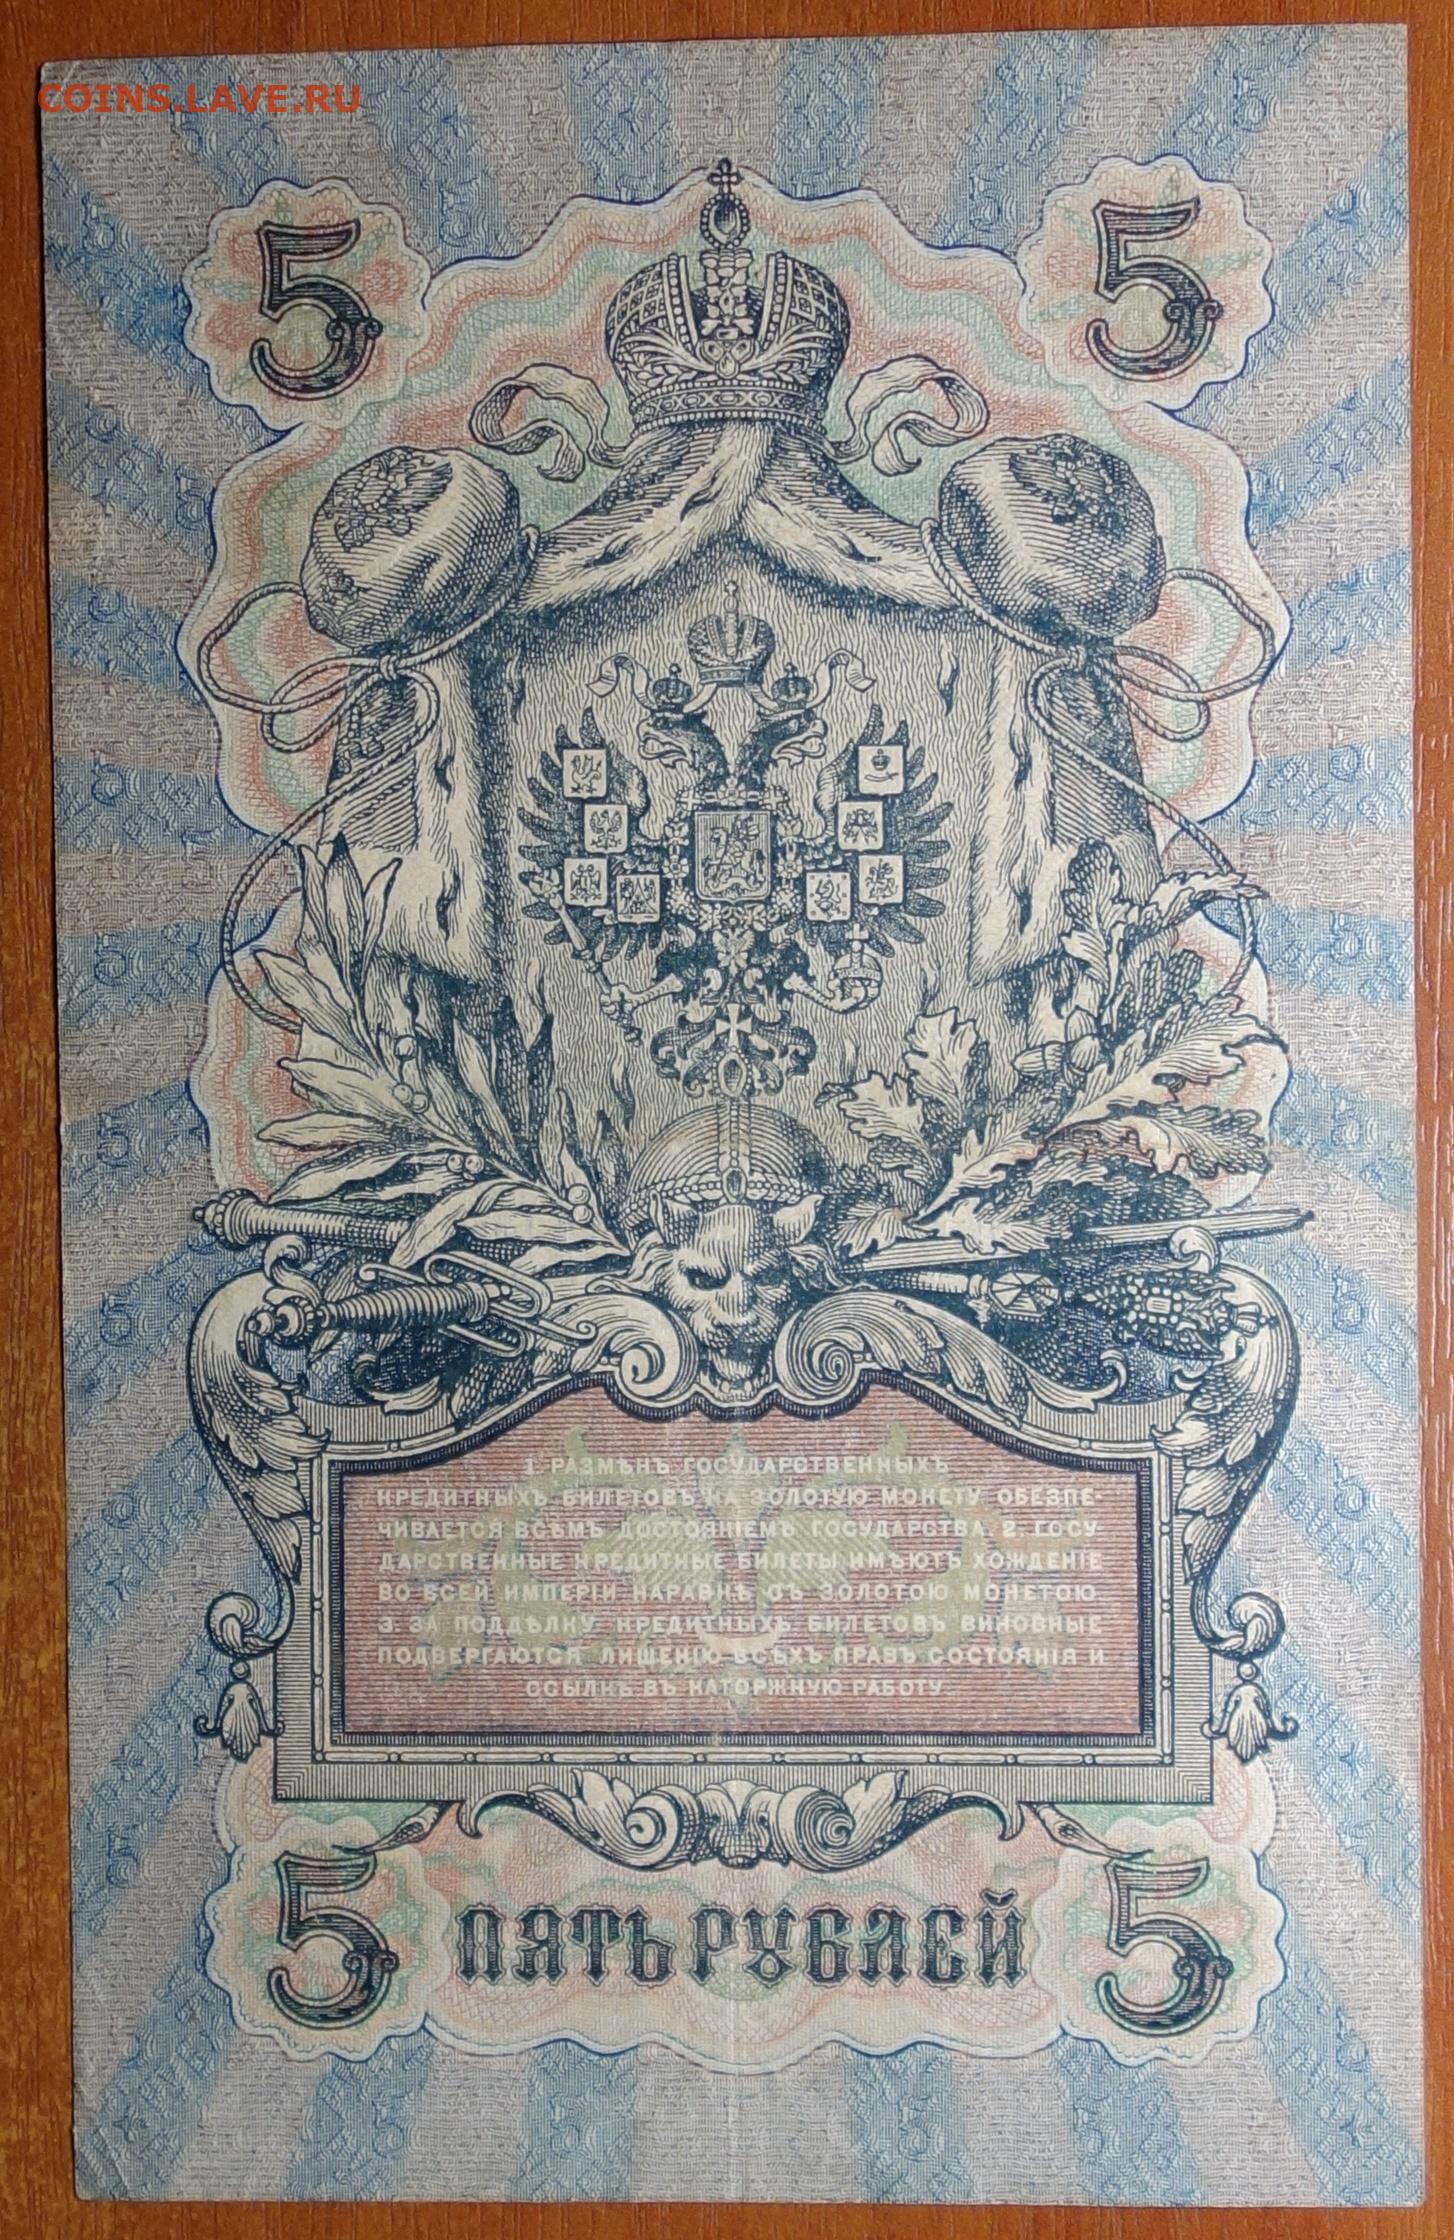 COINS.LAVE.RU
5 5
1. РАЗМѢНЪ ГОСУДАРСТВЕННЫХЪ
КРЕДИТНЫХЪ БИЛЕТОВЪ НА ЗОЛОТУЮ МОНЕТУ ОБЕЗПЕ-
ЧИВАЕТСЯ ВСѢМЪ ДОСТОЯНІЕМЪ ГОСУДАРСТВА. 2. ГОСУ-
ДАРСТВЕННЫЕ КРЕДИТНЫЕ БИЛЕТЫ ИМѢЮТЪ ХОЖДЕНІЕ
ВО ВСЕЙ ИМПЕРІИ НАРАВНѢ СЪ ЗОЛОТОЮ МОНЕТОЮ.
3. ЗА ПОДДѢЛКУ КРЕДИТНЫХЪ БИЛЕТОВЪ ВИНОВНЫЕ
ПОДВЕРГАЮТСЯ ЛИШЕНІЮ ВСѢХЪ ПРАВЪ СОСТОЯНІЯ И
ССЫЛКѢ ВЪ КАТОРЖНУЮ РАБОТУ.
5 ПЯТЬ РУБЛЕЙ 5